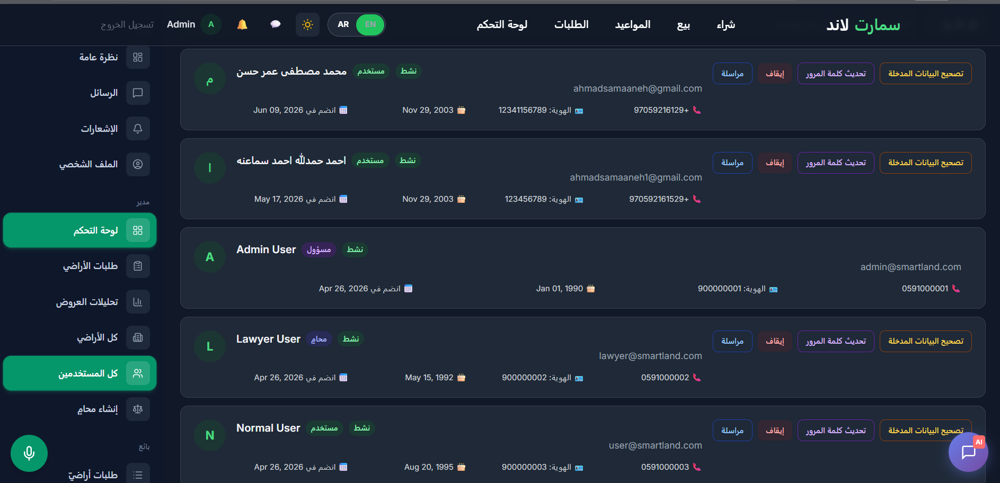 سمارت لاند
شراء
بيع
المواعيد
الطلبات
لوحة التحكم
AR EN
A Admin
تسجيل الخروج
نظرة عامة
الرسائل
الإشعارات
الملف الشخصي
مدير
لوحة التحكم
طلبات الأراضي
تحليلات العروض
كل الأراضي
كل المستخدمين
إنشاء محامٍ
بائع
طلبات أراضيّ
م
محمد مصطفى عمر حسن مستخدم نشط
ahmadsamaaneh@gmail.com
97059216129+
الهوية: 12341156789
Nov 29, 2003
انضم في Jun 09, 2026
تصحيح البيانات المدخلة تحديث كلمة المرور إيقاف مراسلة
ا
احمد حمدلله احمد سماعنه مستخدم نشط
ahmadsamaaneh1@gmail.com
970592161529+
الهوية: 123456789
Nov 29, 2003
انضم في May 17, 2026
تصحيح البيانات المدخلة تحديث كلمة المرور إيقاف مراسلة
A
Admin User مسؤول نشط
admin@smartland.com
0591000001
الهوية: 900000001
Jan 01, 1990
انضم في Apr 26, 2026
L
Lawyer User محامٍ نشط
lawyer@smartland.com
0591000002
الهوية: 900000002
May 15, 1992
انضم في Apr 26, 2026
تصحيح البيانات المدخلة تحديث كلمة المرور إيقاف مراسلة
N
Normal User مستخدم نشط
user@smartland.com
0591000003
الهوية: 900000003
Aug 20, 1995
انضم في Apr 26, 2026
تصحيح البيانات المدخلة تحديث كلمة المرور إيقاف مراسلة
AI